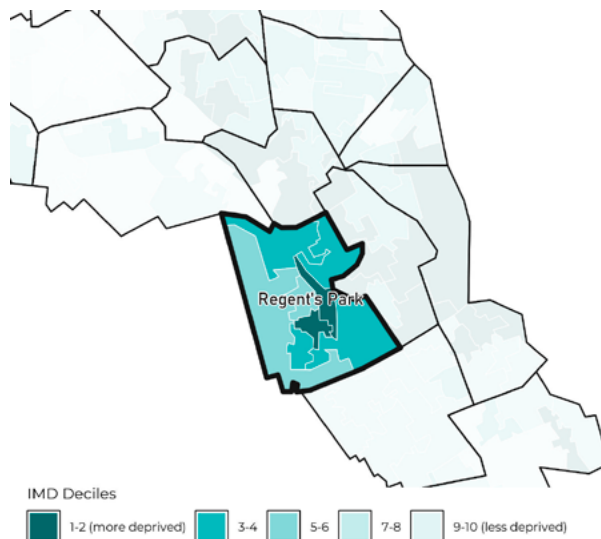 Regent's Park
IMD Deciles
1-2 (more deprived) 3-4 5-6 7-8 9-10 (less deprived)